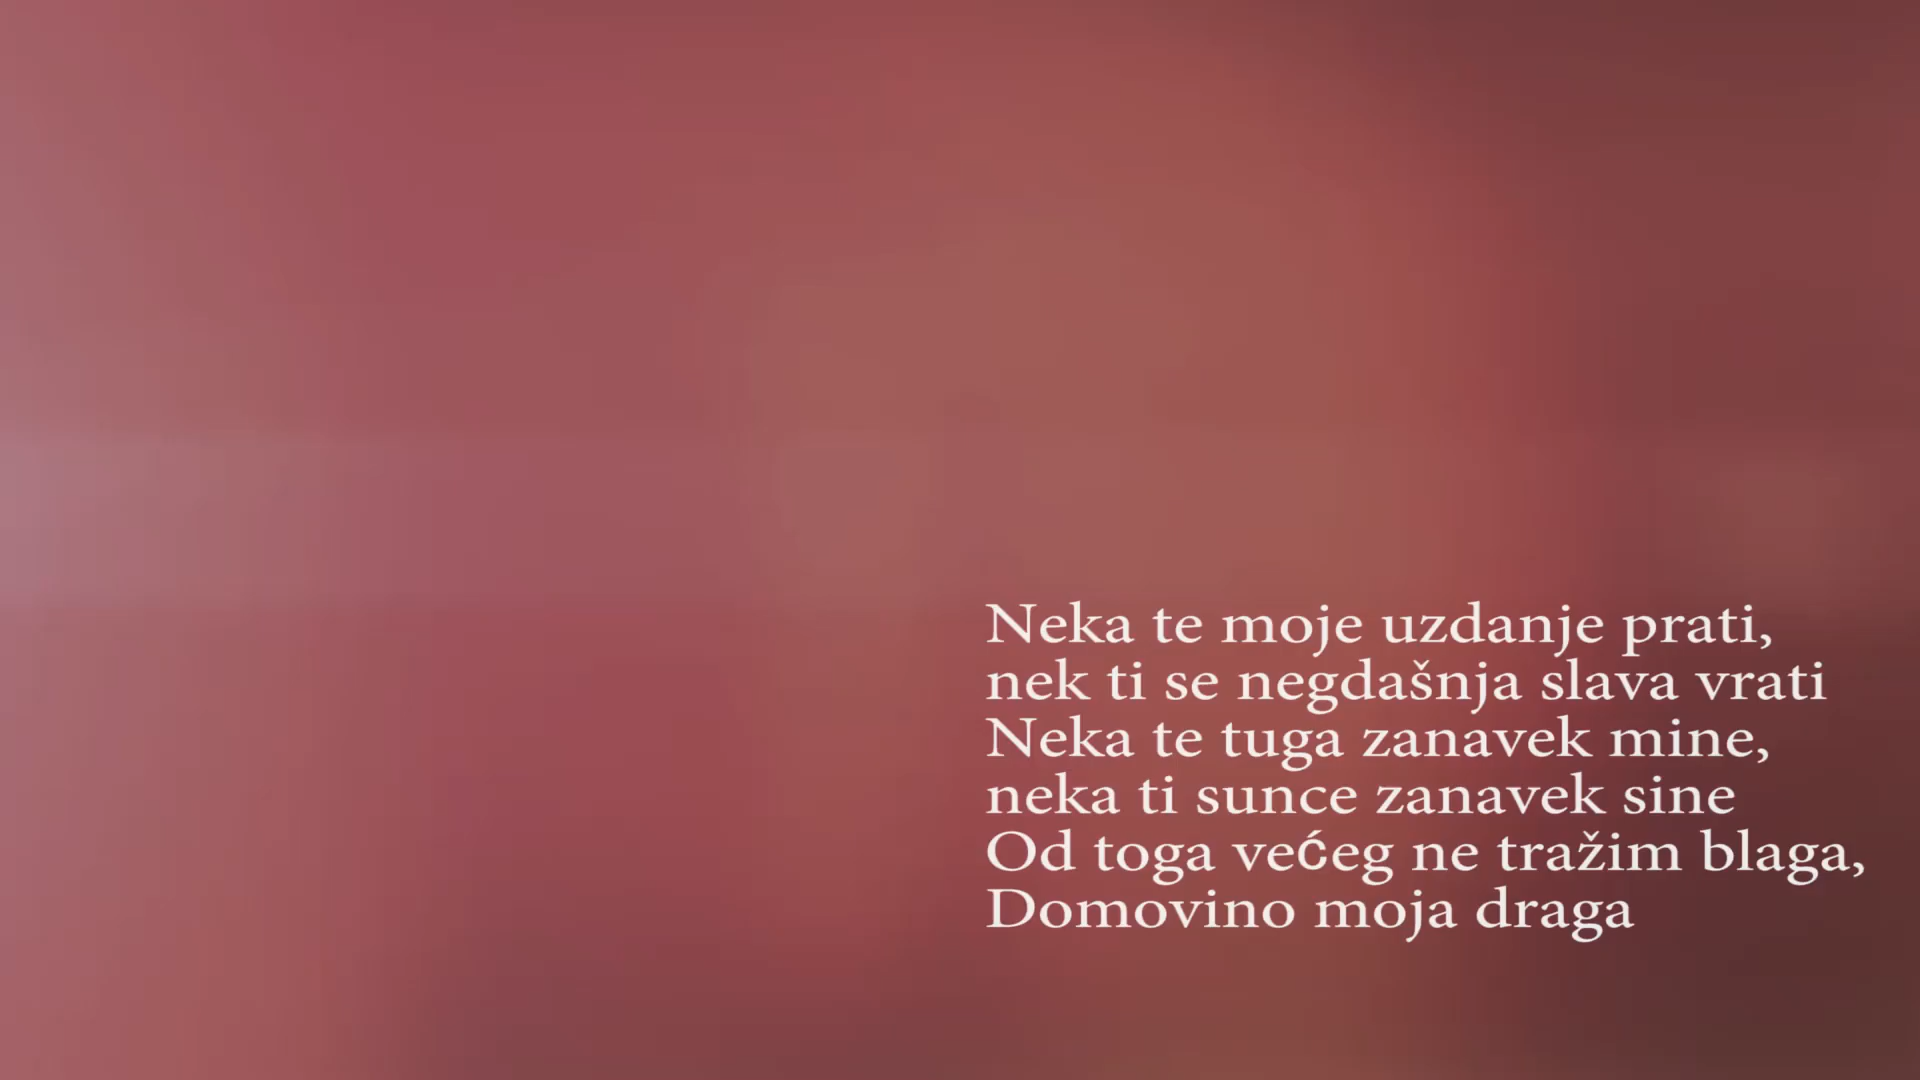 Neka te moje uzdanje prati,
nek ti se negdašnja slava vrati
Neka te tuga zanavek mine,
neka ti sunce zanavek sine
Od toga većeg ne tražim blaga,
Domovino moja draga